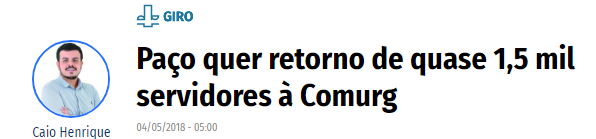 GIRO
Paço quer retorno de quase 1,5 mil
servidores à Comurg
04/05/2018 - 05:00
Caio Henrique